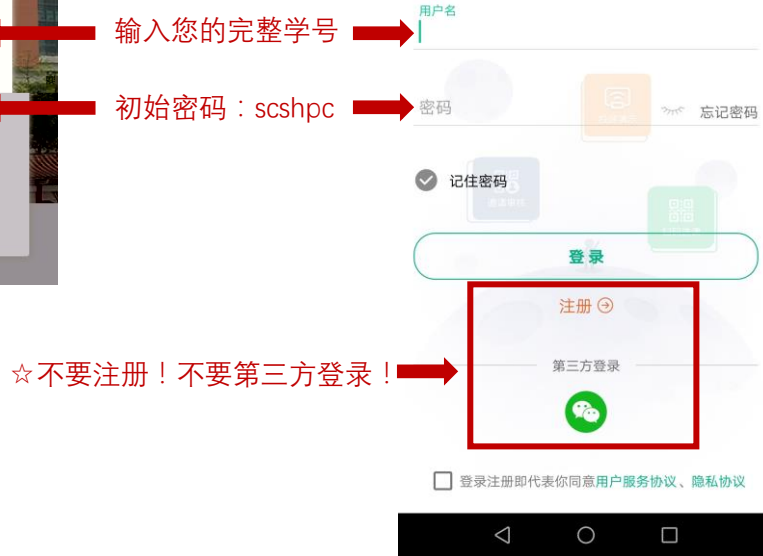 用户名
输入您的完整学号
初始密码：scshpc
密码
忘记密码
记住密码
登录
注册
☆不要注册！不要第三方登录！
第三方登录
登录注册即代表你同意用户服务协议、隐私协议